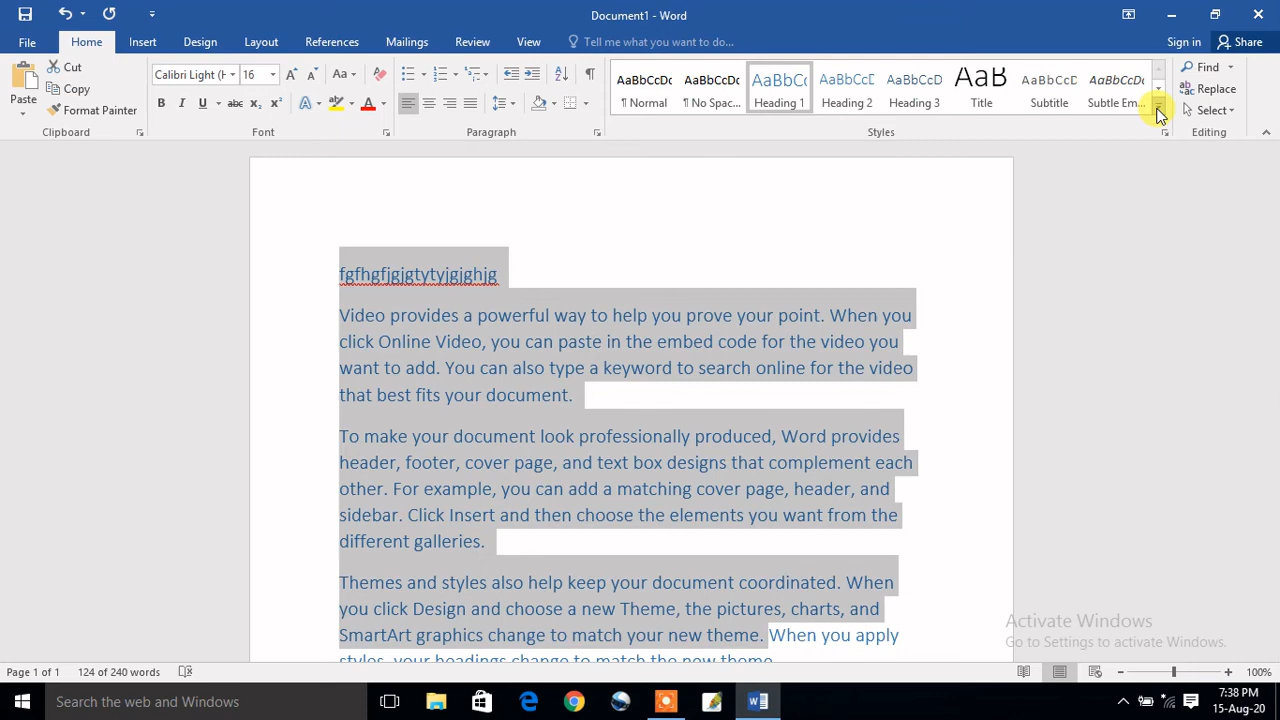 Document1 - Word
File Home Insert Design Layout References Mailings Review View Tell me what you want to do... Sign in Share
Paste Cut Copy Format Painter Clipboard
Calibri Light (H 16 Aa B I U abc X2 X2 A A Font
Paragraph
AaBbCcDc AaBbCcDc AaBbCc AaBbCcD AaBbCcD AaB AaBbCcD AaBbCcDc
¶ Normal ¶ No Spac... Heading 1 Heading 2 Heading 3 Title Subtitle Subtle Em...
Styles
Find Replace Select Editing
fgfhgfjgjgtytyjgjghjg
Video provides a powerful way to help you prove your point. When you
click Online Video, you can paste in the embed code for the video you
want to add. You can also type a keyword to search online for the video
that best fits your document.
To make your document look professionally produced, Word provides
header, footer, cover page, and text box designs that complement each
other. For example, you can add a matching cover page, header, and
sidebar. Click Insert and then choose the elements you want from the
different galleries.
Themes and styles also help keep your document coordinated. When
you click Design and choose a new Theme, the pictures, charts, and
SmartArt graphics change to match your new theme. When you apply
styles, your headings change to match the new theme.
Activate Windows
Go to Settings to activate Windows.
Page 1 of 1 124 of 240 words 100%
Search the web and Windows
7:38 PM
15-Aug-20